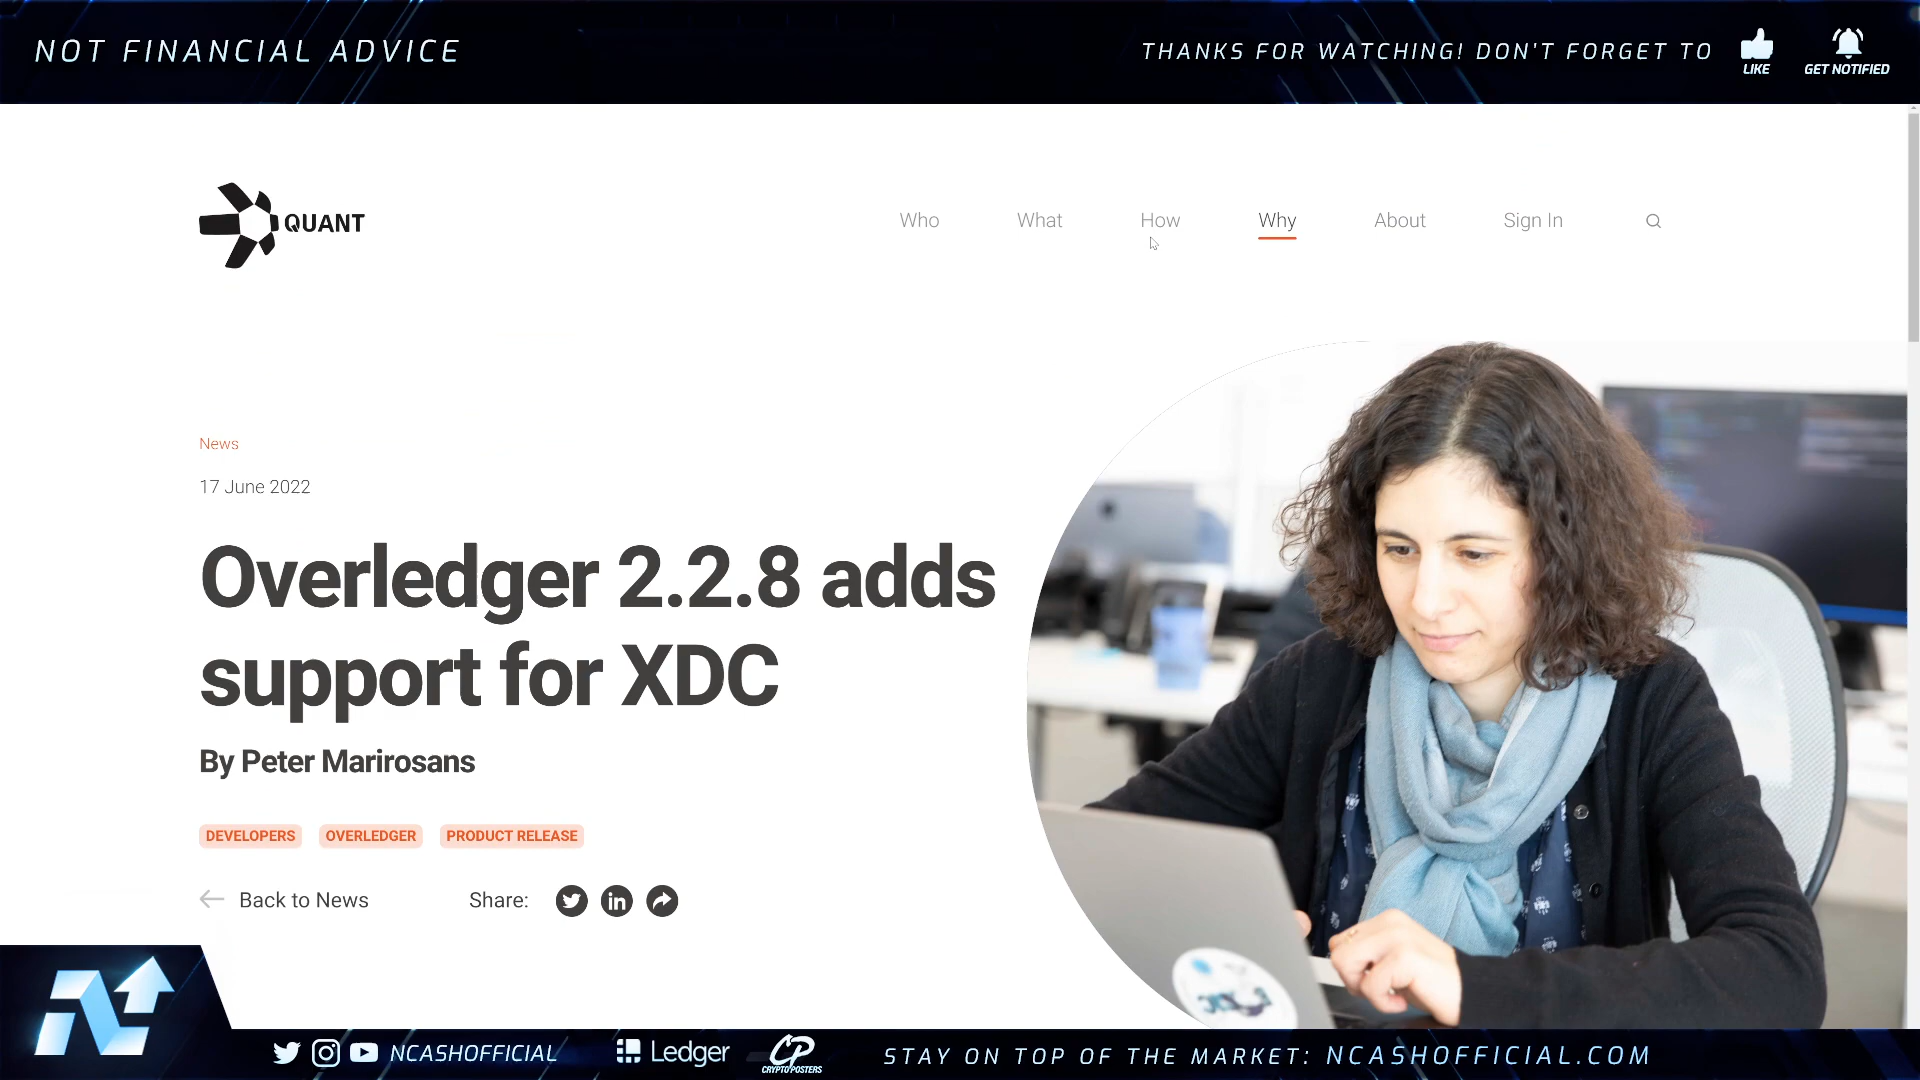 NOT FINANCIAL ADVICE
THANKS FOR WATCHING! DON'T FORGET TO
LIKE
GET NOTIFIED
QUANT
Who
What
How
Why
About
Sign In
News
17 June 2022
Overledger 2.2.8 adds
support for XDC
By Peter Marirosans
DEVELOPERS
OVERLEDGER
PRODUCT RELEASE
Back to News
Share:
NCASHOFFICIAL
Ledger
CP
CRYPTO POSTERS
STAY ON TOP OF THE MARKET: NCASHOFFICIAL.COM